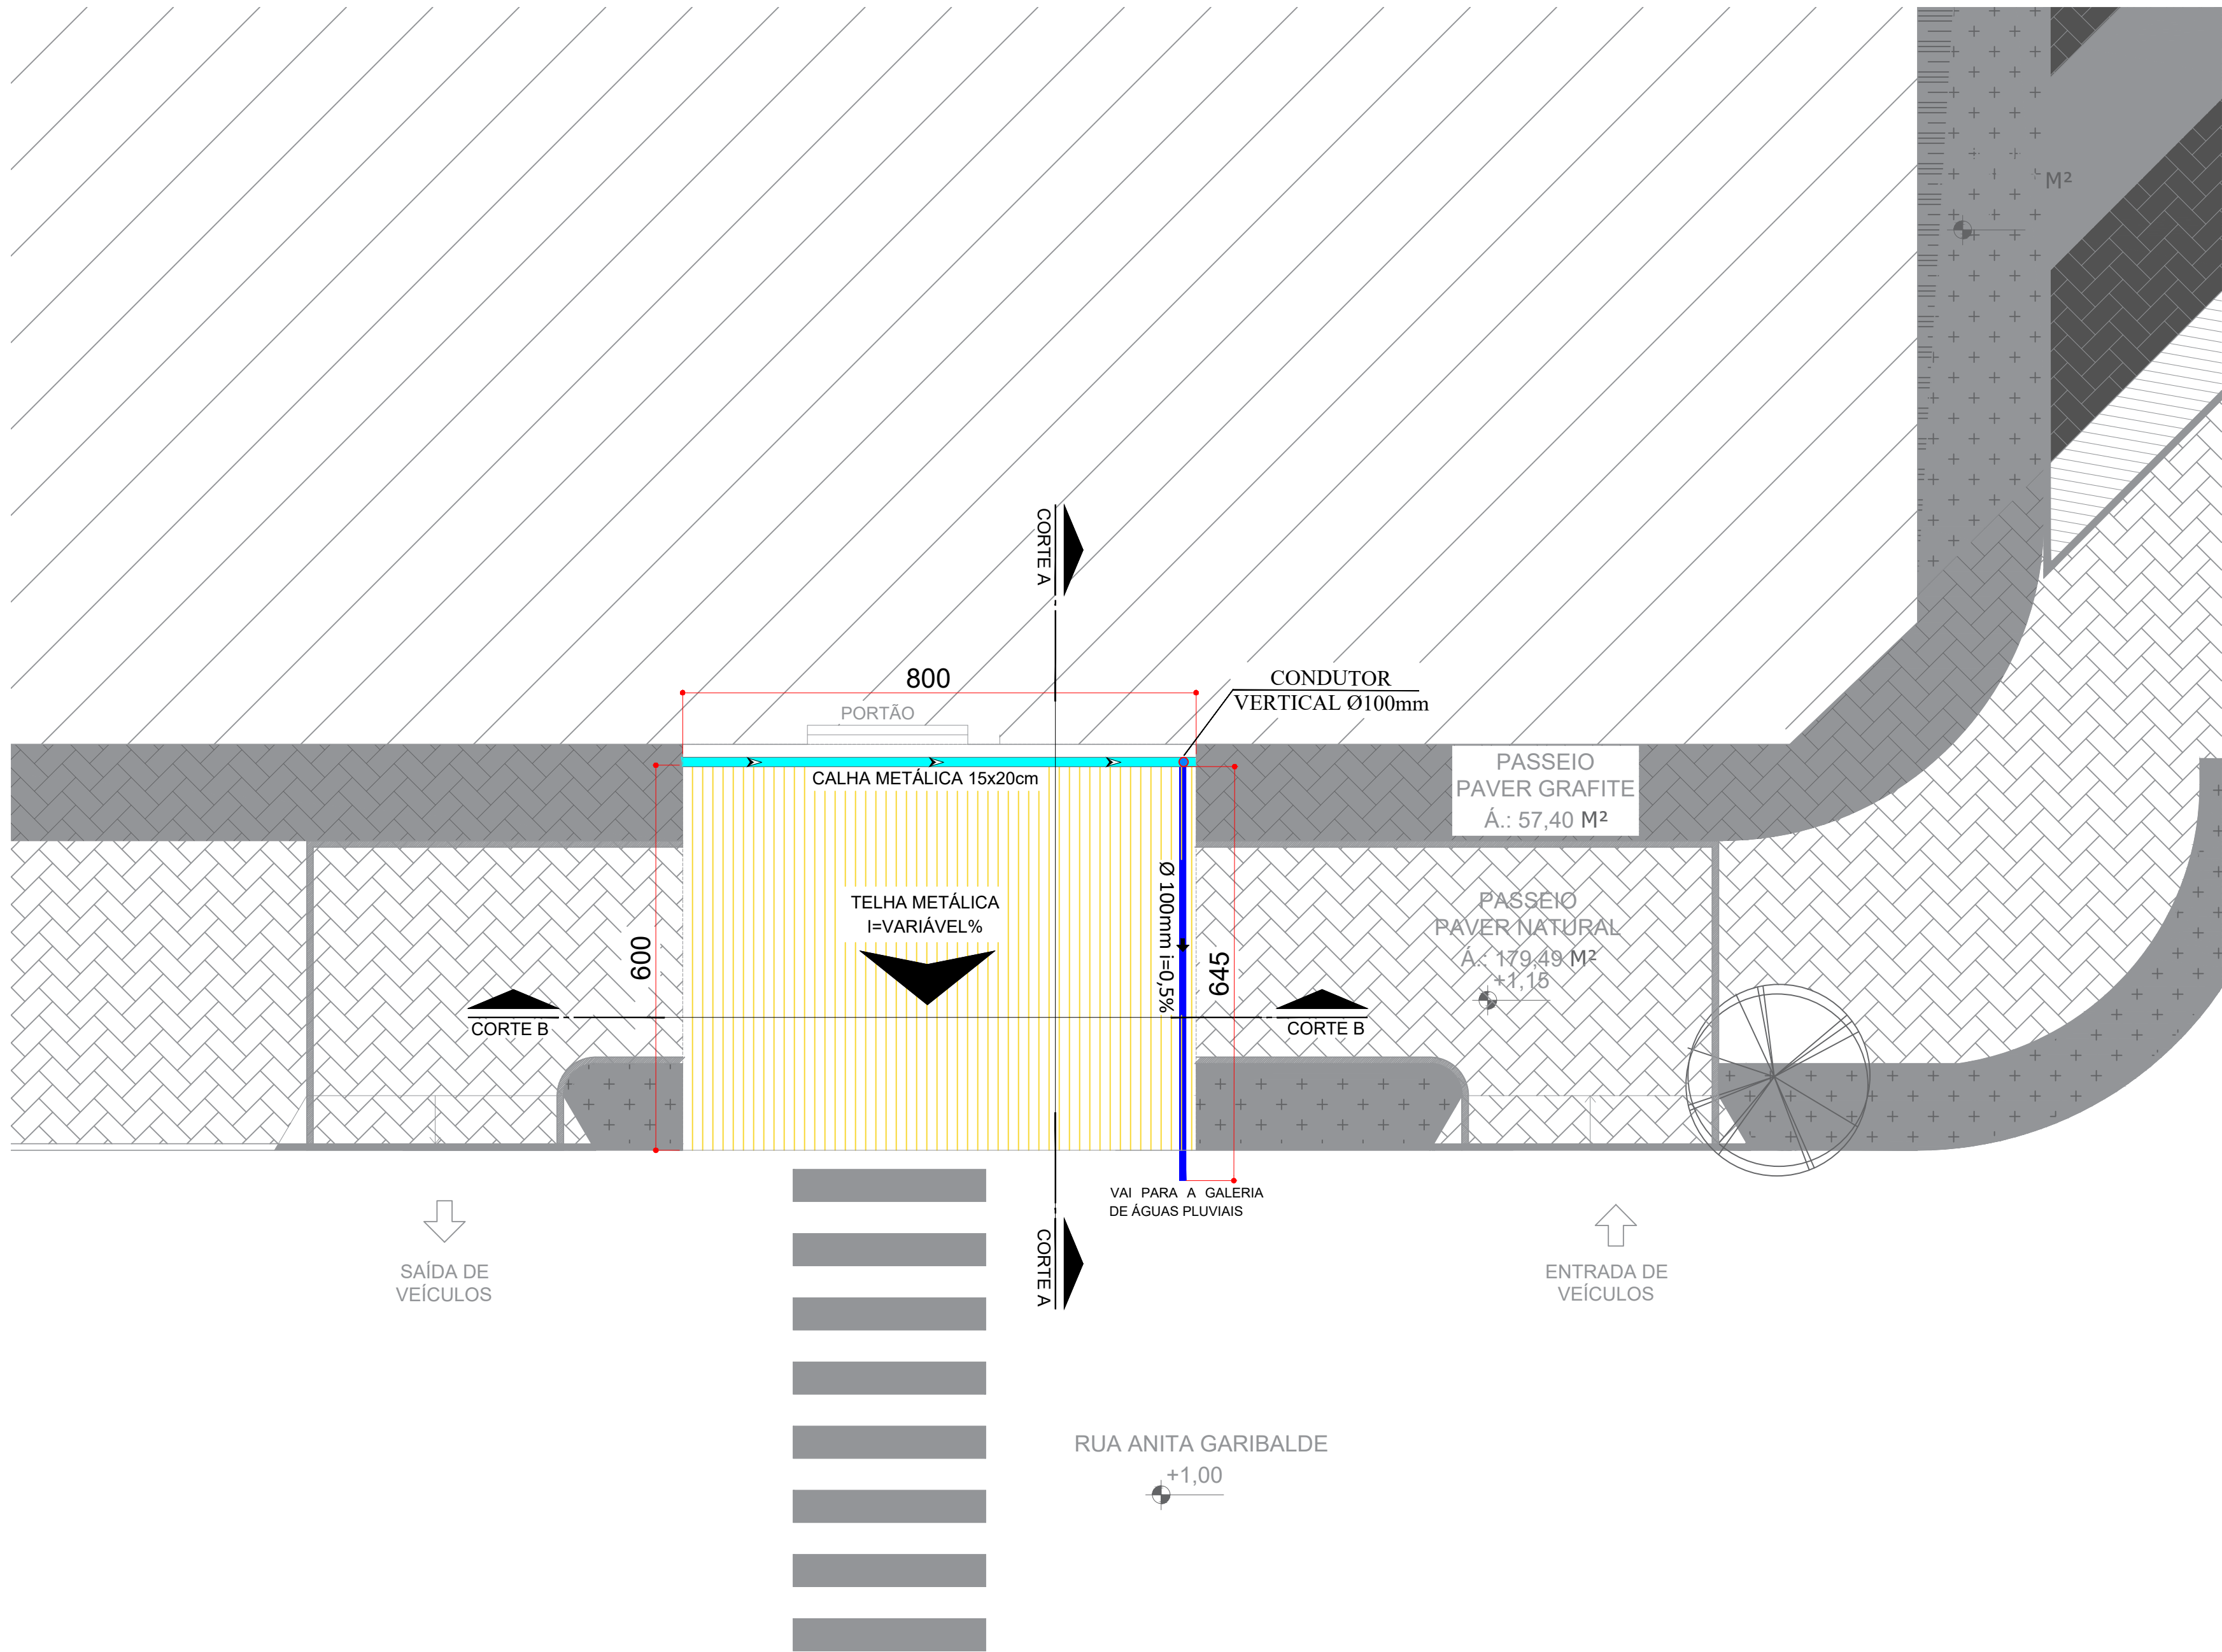 M²
CORTE A
800
CONDUTOR
VERTICAL Ø100mm
PORTÃO
CALHA METÁLICA 15x20cm
PASSEIO
PAVER GRAFITE
Á.: 57,40 M²
TELHA METÁLICA
I=VARIÁVEL%
Ø 100mm i=0,5%
600
645
PASSEIO
PAVER NATURAL
Á.: 179,49 M²
+1,15
CORTE B
CORTE B
VAI PARA A GALERIA
DE ÁGUAS PLUVIAIS
CORTE A
SAÍDA DE
VEÍCULOS
ENTRADA DE
VEÍCULOS
RUA ANITA GARIBALDE
+1,00